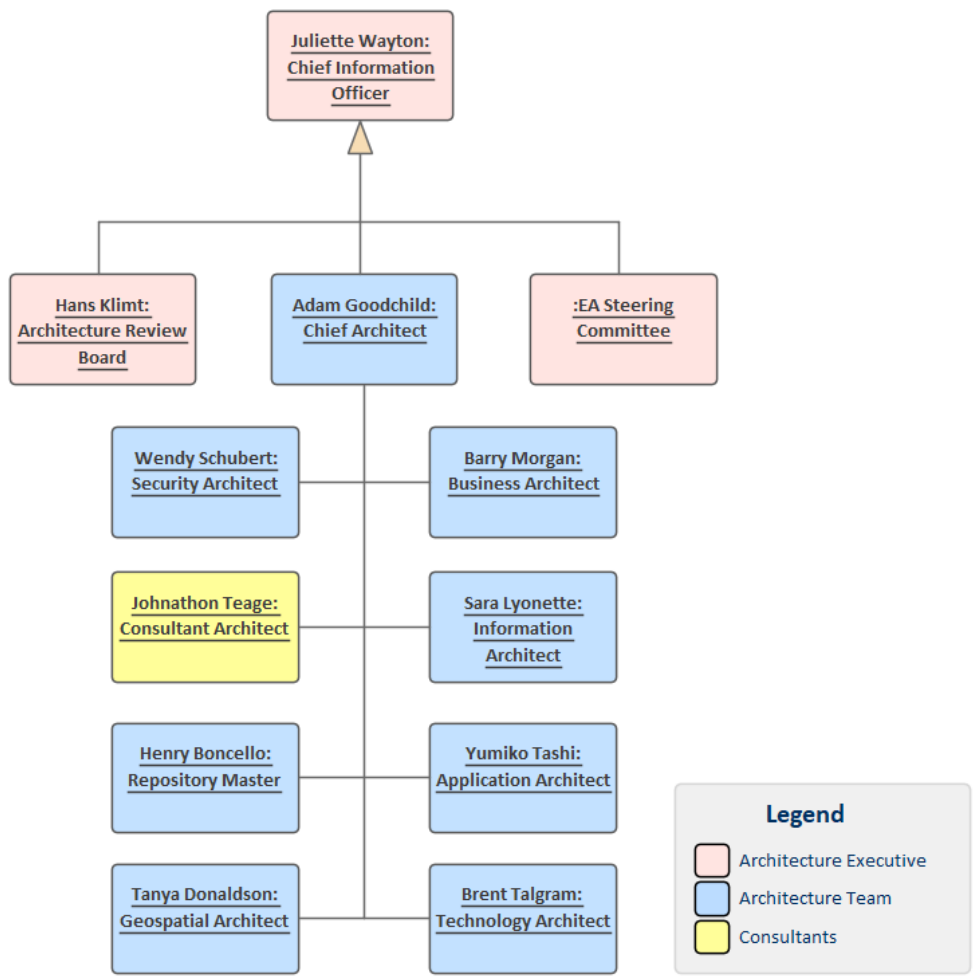 Juliette Wayton:
Chief Information
Officer
Hans Klimt:
Architecture Review
Board
Adam Goodchild:
Chief Architect
:EA Steering
Committee
Wendy Schubert:
Security Architect
Barry Morgan:
Business Architect
Johnathon Teage:
Consultant Architect
Sara Lyonette:
Information
Architect
Henry Boncello:
Repository Master
Yumiko Tashi:
Application Architect
Tanya Donaldson:
Geospatial Architect
Brent Talgram:
Technology Architect
Legend
Architecture Executive
Architecture Team
Consultants